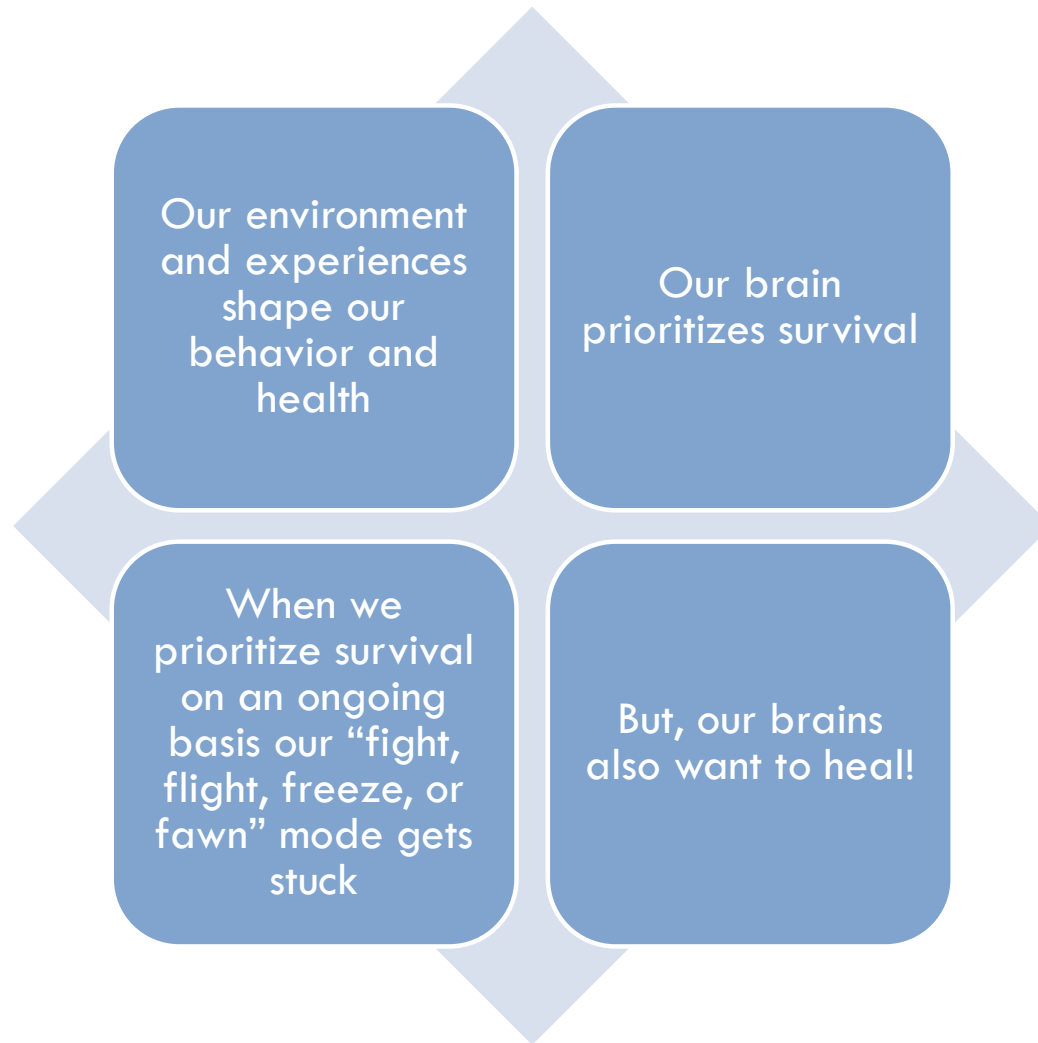 Our environment
and experiences
shape our
behavior and
health
Our brain
prioritizes survival
When we
prioritize survival
on an ongoing
basis our “fight,
flight, freeze, or
fawn” mode gets
stuck
But, our brains
also want to heal!